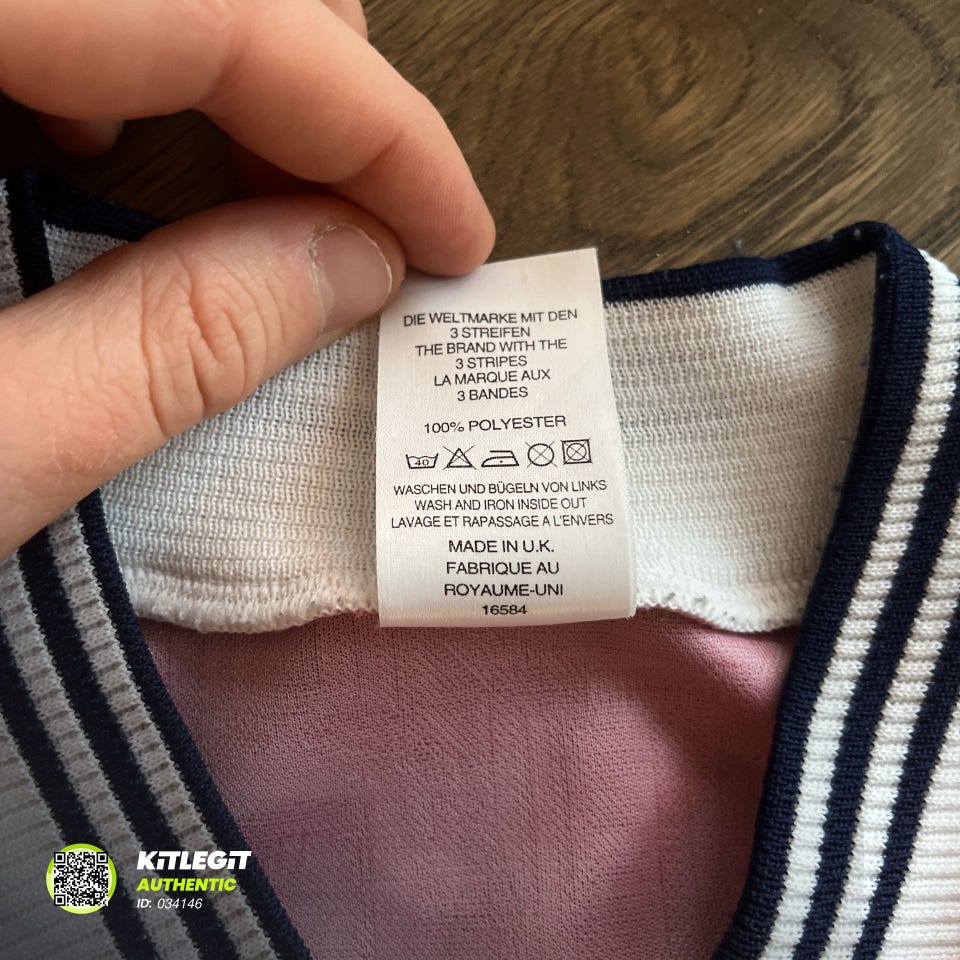 DIE WELTMARKE MIT DEN
3 STREIFEN
THE BRAND WITH THE
3 STRIPES
LA MARQUE AUX
3 BANDES
100% POLYESTER
40
WASCHEN UND BÜGELN VON LINKS
WASH AND IRON INSIDE OUT
LAVAGE ET RAPASSAGE A L'ENVERS
MADE IN U.K.
FABRIQUE AU
ROYAUME-UNI
16584
KITLEGIT
AUTHENTIC
ID: 034146